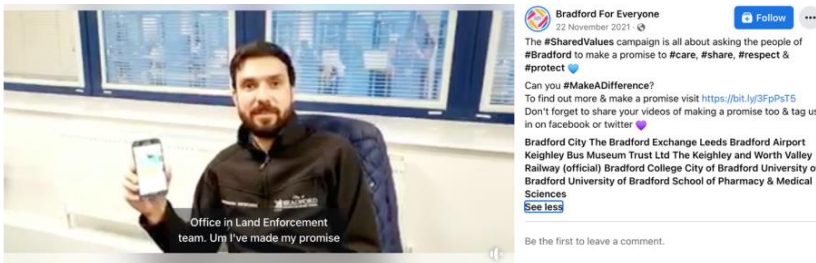 City of
BRADFORD
Office in Land Enforcement
team. Um I've made my promise
Bradford For Everyone
22 November 2021 ·
Follow
The #SharedValues campaign is all about asking the people of
#Bradford to make a promise to #care, #share, #respect &
#protect 💙
Can you #MakeADifference?
To find out more & make a promise visit https://bit.ly/3FpPsT5
Don't forget to share your videos of making a promise too & tag us
in on facebook or twitter 💜
Bradford City The Bradford Exchange Leeds Bradford Airport
Keighley Bus Museum Trust Ltd The Keighley and Worth Valley
Railway (official) Bradford College City of Bradford University o
Bradford University of Bradford School of Pharmacy & Medical
Sciences
See less
Be the first to leave a comment.